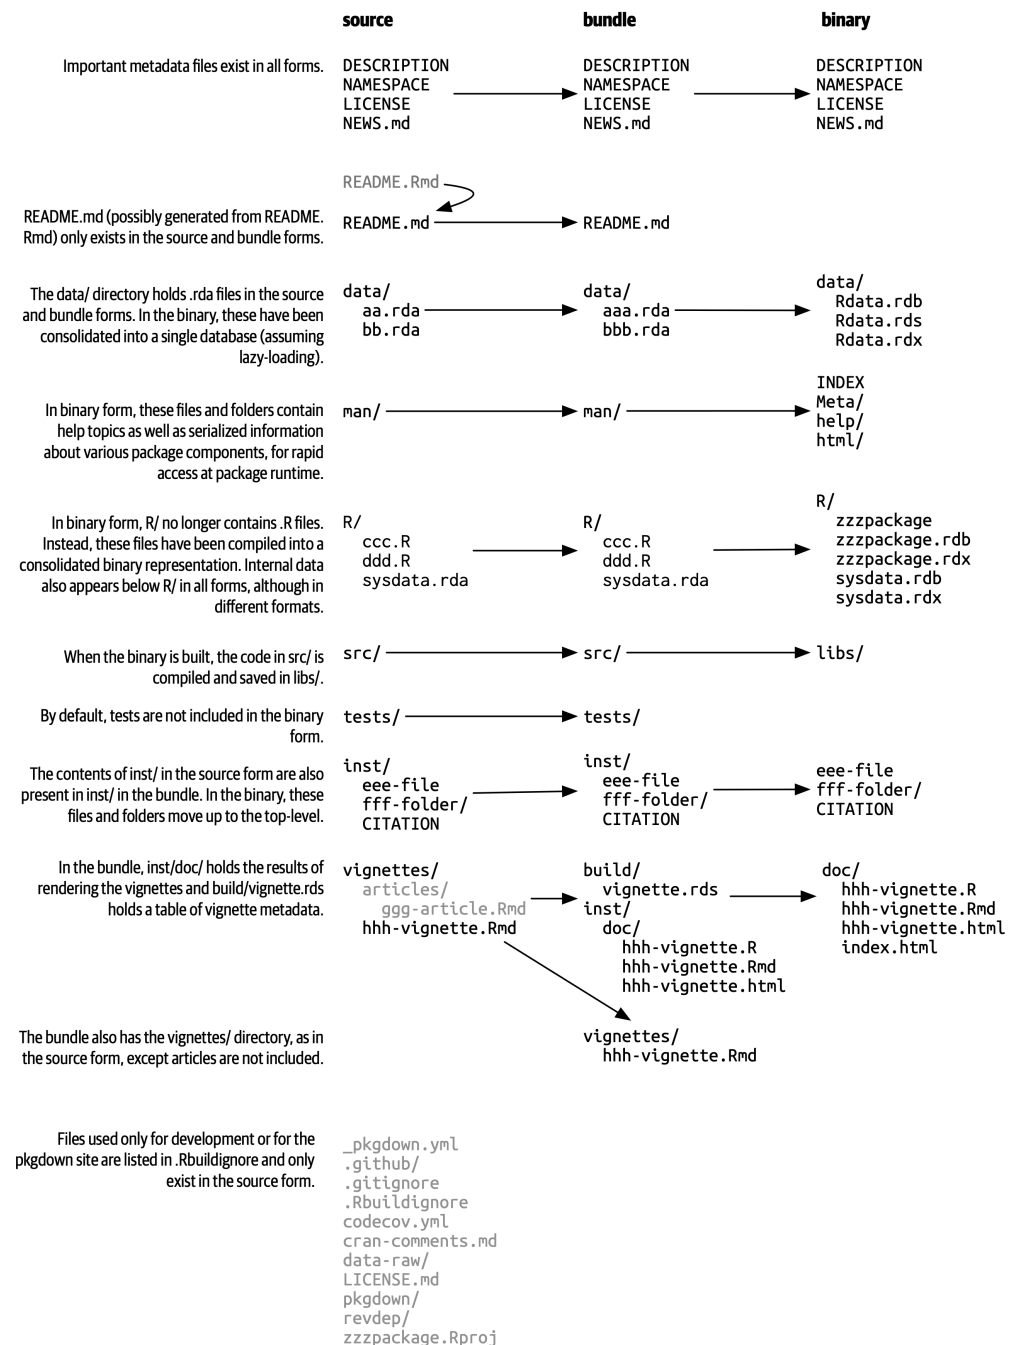 source bundle binary
Important metadata files exist in all forms.
DESCRIPTION DESCRIPTION DESCRIPTION
NAMESPACE NAMESPACE NAMESPACE
LICENSE LICENSE LICENSE
NEWS.md NEWS.md NEWS.md
README.Rmd
README.md (possibly generated from README.
Rmd) only exists in the source and bundle forms.
README.md README.md
The data/ directory holds .rda files in the source
and bundle forms. In the binary, these have been
consolidated into a single database (assuming
lazy-loading).
data/
aa.rda
bb.rda
data/
aaa.rda
bbb.rda
data/
Rdata.rdb
Rdata.rds
Rdata.rdx
In binary form, these files and folders contain
help topics as well as serialized information
about various package components, for rapid
access at package runtime.
man/ man/
INDEX
Meta/
help/
html/
In binary form, R/ no longer contains .R files.
Instead, these files have been compiled into a
consolidated binary representation. Internal data
also appears below R/ in all forms, although in
different formats.
R/
ccc.R
ddd.R
sysdata.rda
R/
ccc.R
ddd.R
sysdata.rda
R/
zzzpackage
zzzpackage.rdb
zzzpackage.rdx
sysdata.rdb
sysdata.rdx
When the binary is built, the code in src/ is
compiled and saved in libs/.
src/ src/ libs/
By default, tests are not included in the binary
form.
tests/ tests/
The contents of inst/ in the source form are also
present in inst/ in the bundle. In the binary, these
files and folders move up to the top-level.
inst/
eee-file
fff-folder/
CITATION
inst/
eee-file
fff-folder/
CITATION
eee-file
fff-folder/
CITATION
In the bundle, inst/doc/ holds the results of
rendering the vignettes and build/vignette.rds
holds a table of vignette metadata.
vignettes/
articles/
ggg-article.Rmd
hhh-vignette.Rmd
build/
vignette.rds
inst/
doc/
hhh-vignette.R
hhh-vignette.Rmd
hhh-vignette.html
doc/
hhh-vignette.R
hhh-vignette.Rmd
hhh-vignette.html
index.html
The bundle also has the vignettes/ directory, as in
the source form, except articles are not included.
vignettes/
hhh-vignette.Rmd
Files used only for development or for the
pkgdown site are listed in .Rbuildignore and only
exist in the source form.
_pkgdown.yml
.github/
.gitignore
.Rbuildignore
codecov.yml
cran-comments.md
data-raw/
LICENSE.md
pkgdown/
revdep/
zzzpackage.Rproj